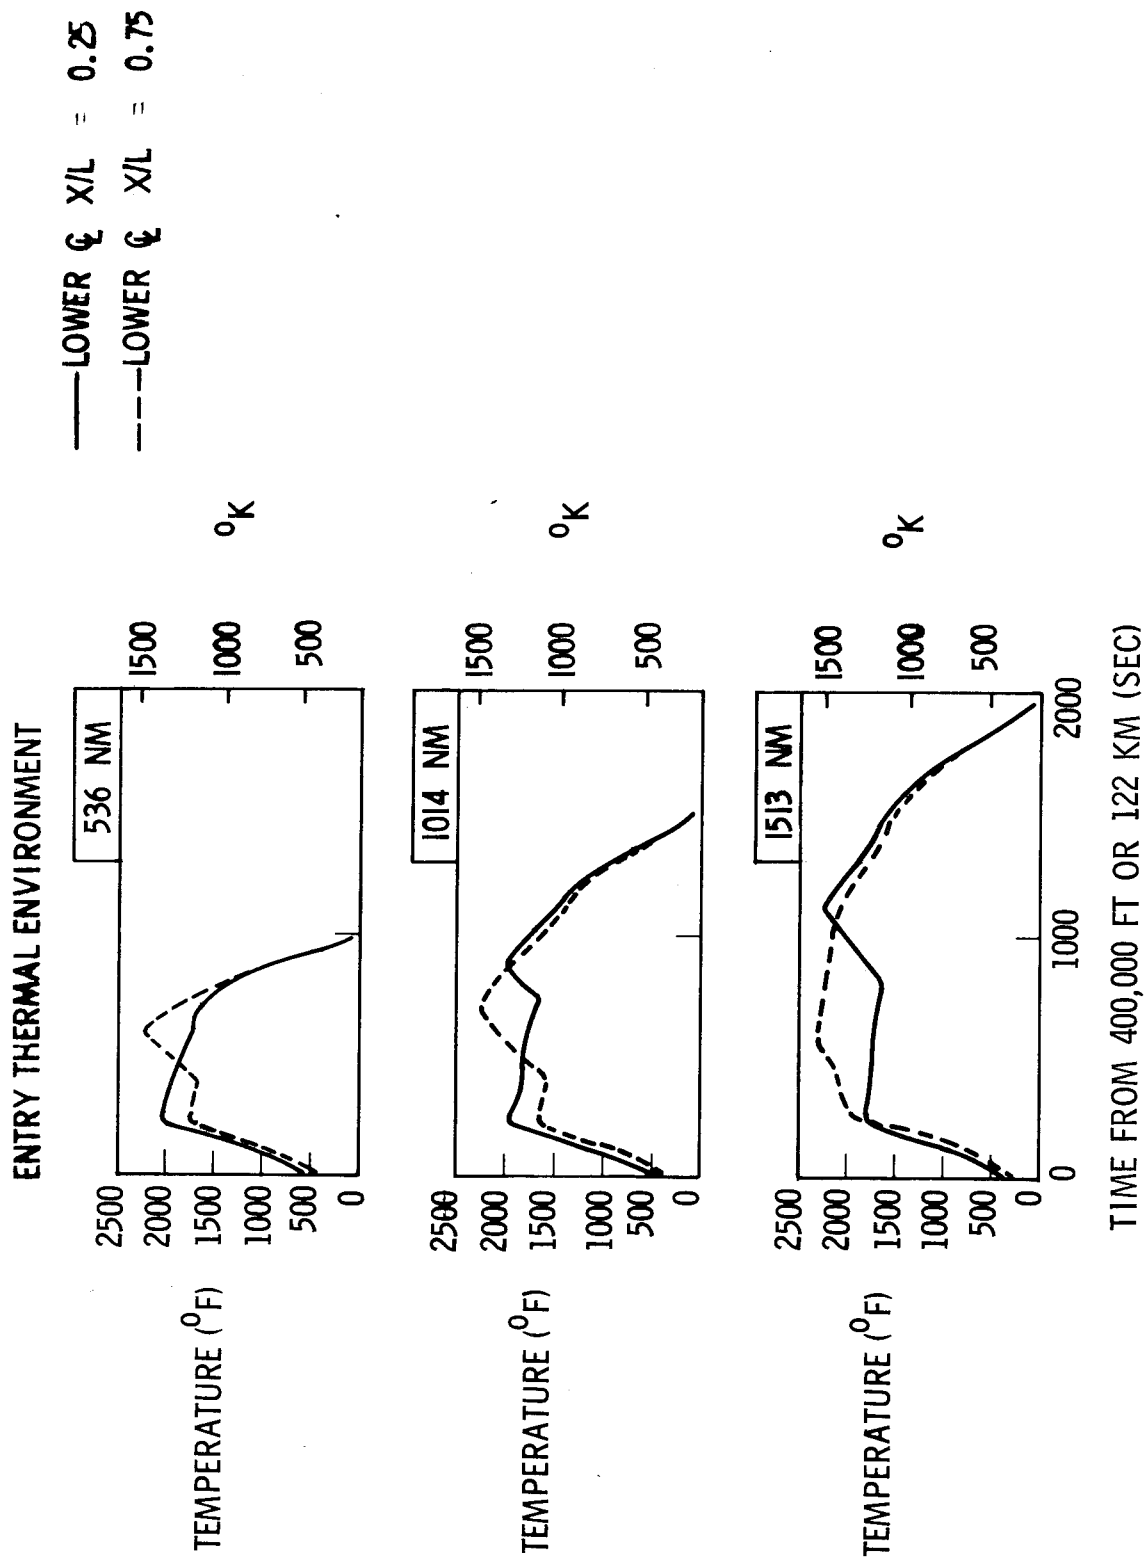 ENTRY THERMAL ENVIRONMENT
LOWER ℄ X/L = 0.25
LOWER ℄ X/L = 0.75
536 NM
TEMPERATURE (°F)
2500
2000
1500
1000
500
0
1500
1000
500
°K
1014 NM
TEMPERATURE (°F)
2500
2000
1500
1000
500
0
1500
1000
500
°K
1513 NM
TEMPERATURE (°F)
2500
2000
1500
1000
500
0
1500
1000
500
°K
0 1000 2000
TIME FROM 400,000 FT OR 122 KM (SEC)